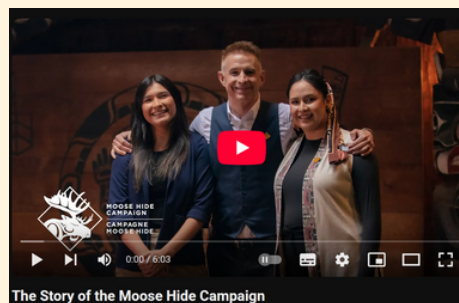 MOOSE HIDE
CAMPAIGN
CAMPAGNE
MOOSE HIDE
0:00 / 6:03
The Story of the Moose Hide Campaign